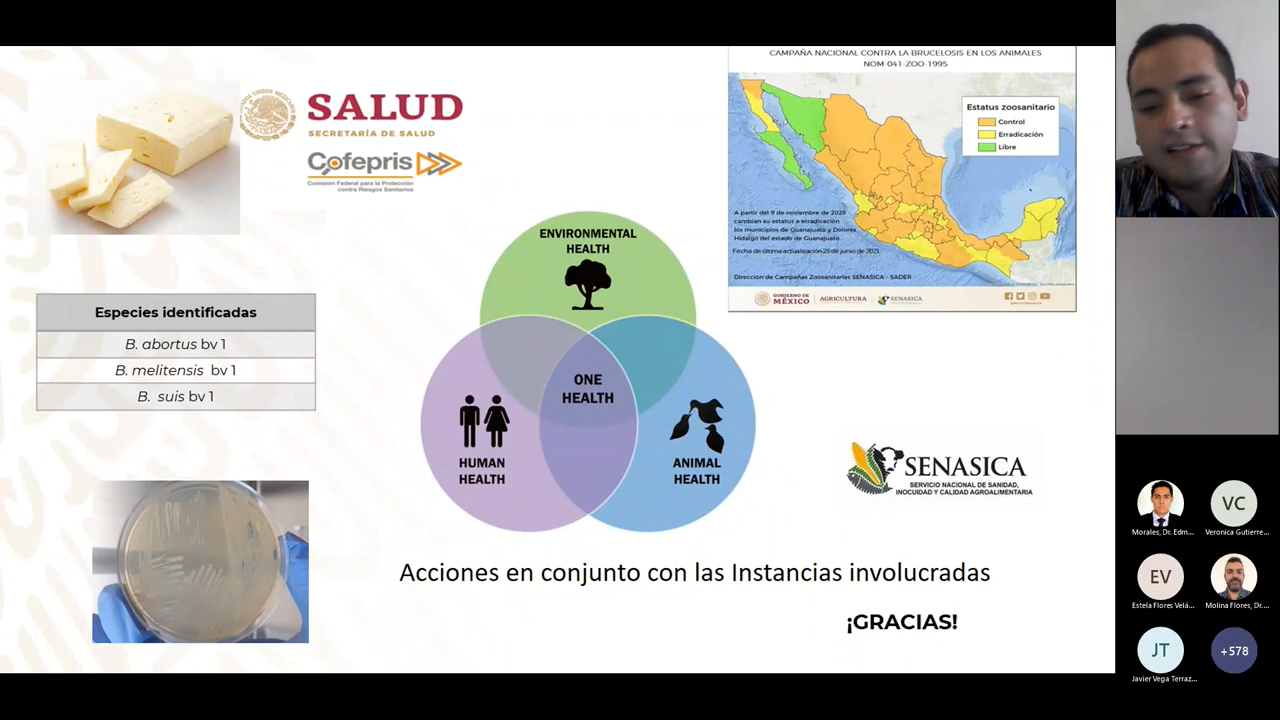 SALUD
SECRETARÍA DE SALUD
Cofepris
Comisión Federal para la Protección
contra Riesgos Sanitarios
CAMPAÑA NACIONAL CONTRA LA BRUCELOSIS EN LOS ANIMALES
NOM-041-ZOO-1995
Estatus zoosanitario
Control
Erradicación
Libre
A partir del 9 de noviembre de 2020
cambian su estatus a erradicación
los municipios de Guanajuato y Dolores
Hidalgo del estado de Guanajuato.
Fecha de última actualización 25 de junio de 2021.
Dirección de Campañas Zoosanitarias SENASICA - SADER
GOBIERNO DE
MÉXICO
AGRICULTURA
SENASICA
Especies identificadas
B. abortus bv 1
B. melitensis bv 1
B. suis bv 1
ENVIRONMENTAL
HEALTH
ONE
HEALTH
HUMAN
HEALTH
ANIMAL
HEALTH
SENASICA
SERVICIO NACIONAL DE SANIDAD,
INOCUIDAD Y CALIDAD AGROALIMENTARIA
Acciones en conjunto con las Instancias involucradas
¡GRACIAS!
Morales, Dr. Edm...
VC
Veronica Gutierre...
EV
Estela Flores Velá...
Molina Flores, Dr....
JT
Javier Vega Terraz...
+578